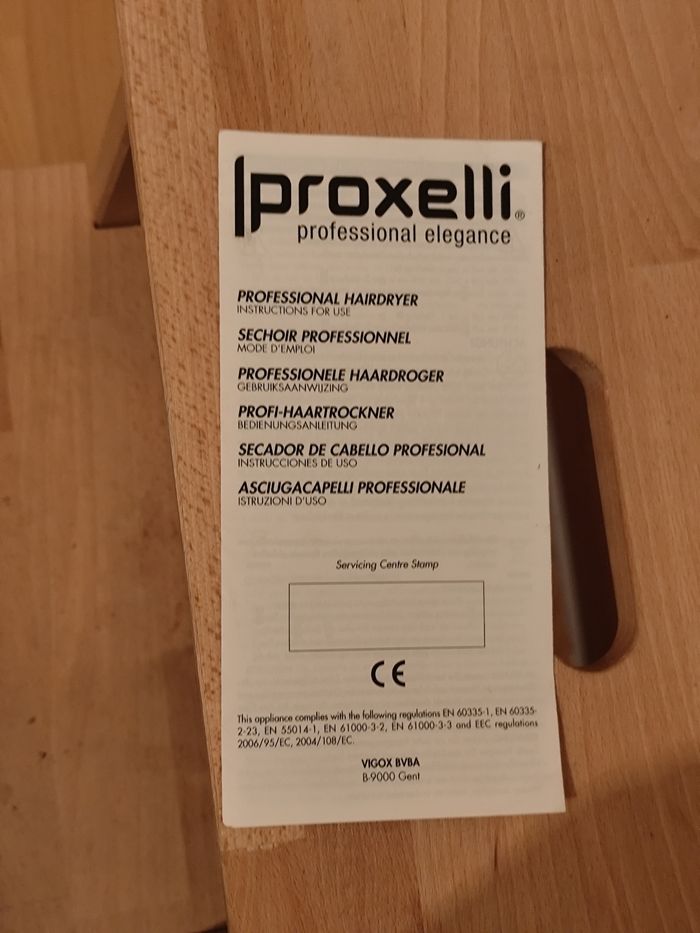 proxelli®
professional elegance
PROFESSIONAL HAIRDRYER
INSTRUCTIONS FOR USE
SECHOIR PROFESSIONNEL
MODE D'EMPLOI
PROFESSIONELE HAARDROGER
GEBRUIKSAANWIJZING
PROFI-HAARTROCKNER
BEDIENUNGSANLEITUNG
SECADOR DE CABELLO PROFESIONAL
INSTRUCCIONES DE USO
ASCIUGACAPELLI PROFESSIONALE
ISTRUZIONI D'USO
Servicing Centre Stamp
CE
This appliance complies with the following regulations EN 60335-1, EN 60335-
2-23, EN 55014-1, EN 61000-3-2, EN 61000-3-3 and EEC regulations
2006/95/EC, 2004/108/EC.
VIGOX BVBA
B-9000 Gent